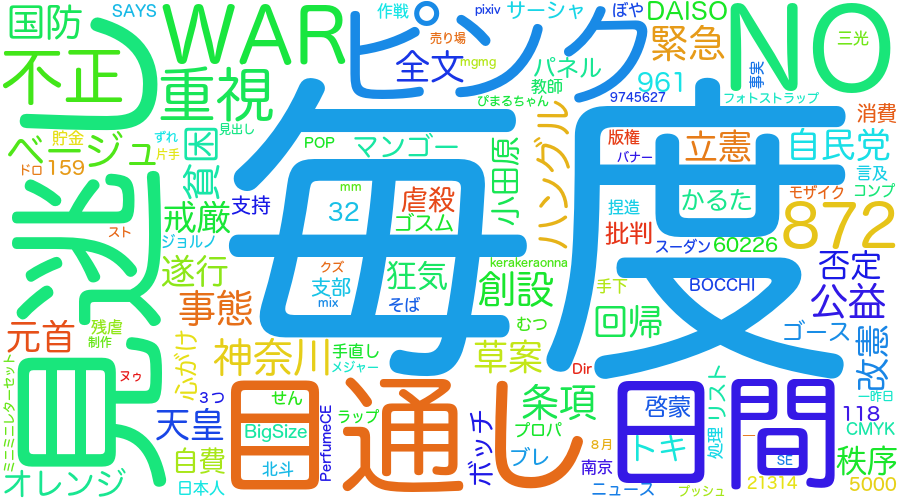 SAYS
国防
WAR
作戦
ピンク
売り場
mgmg
pixiv
サーシャ
ぼや
DAISO
NO
三光
不正
見逃し
重視
全文
パネル
教師
961
緊急
事実
9745627
フォトストラップ
ぴまるちゃん
消費
ベージュ
貯金
見出し
ずれ
片手
ドロ
159
貧困
POP
マンゴー
小田原
ハングル
版権
バナー
立憲
自民党
言及
コンプ
毎度
モザイク
戒厳
支持
mm
32
虐殺
ゴスム
捏造
批判
かるた
872
スト
ジョルノ
遂行
クズ
支部
狂気
kerakeraonna
スーダン
60226
否定
事態
mix
そば
創設
手下
BOCCHI
公益
元首
残虐
制作
むつ
回帰
ゴース
改憲
心がけ
神奈川
手直し
メジャー
草案
Dir
ミニミニレターセット
ヌゥ
一昨日
目通し
日間
3つ
せん
条項
啓蒙
リスト
天皇
BigSize
PerfumeCE
ラップ
ボッチ
プロパ
トキ
処理
118
CMYK
自費
北斗
ブレ
8月
一
SE
秩序
オレンジ
日本人
南京
ニュース
プッシュ
21314
5000